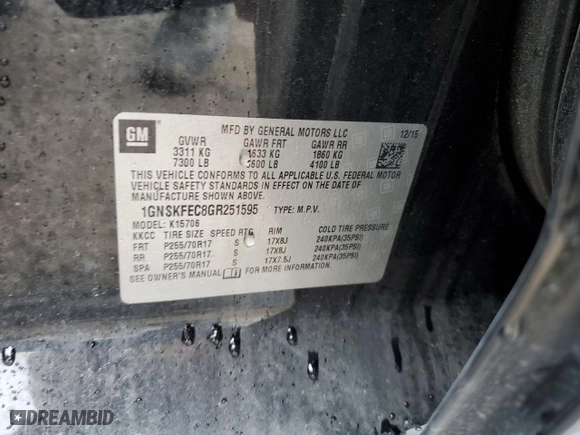 GM
MFD BY GENERAL MOTORS LLC 12/15
GVWR GAWR FRT GAWR RR
3311 KG 1633 KG 1860 KG
7300 LB 3600 LB 4100 LB
THIS VEHICLE CONFORMS TO ALL APPLICABLE U.S. FEDERAL MOTOR
VEHICLE SAFETY STANDARDS IN EFFECT ON THE DATE OF
MANUFACTURE SHOWN ABOVE.
1GNSKFEC8GR251595 TYPE: M.P.V.
MODEL: K15706
KKCC TIRE SIZE SPEED RTG RIM COLD TIRE PRESSURE
FRT P255/70R17 S 17X8J 240KPA(35PSI)
RR P255/70R17 S 17X8J 240KPA(35PSI)
SPA P255/70R17 S 17X7.5J 240KPA(35PSI)
SEE OWNER'S MANUAL FOR MORE INFORMATION.
DREAMBID